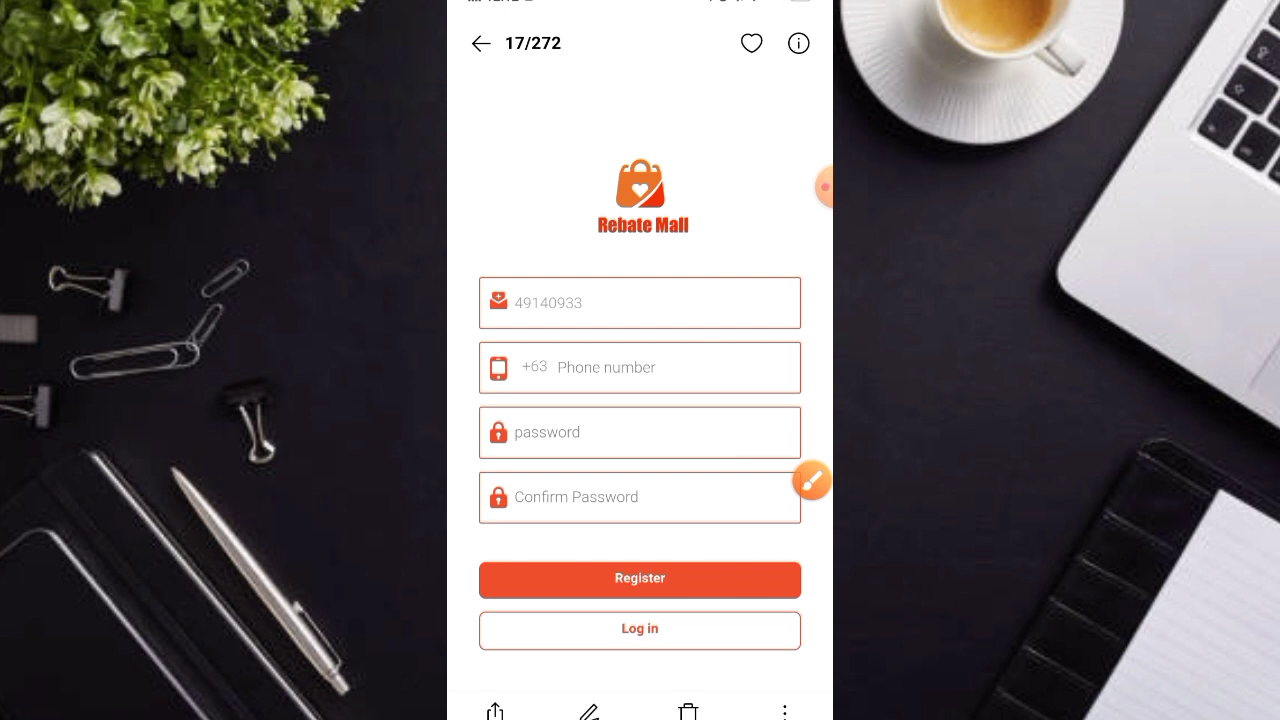 17/272
Rebate Mall
49140933
+63 Phone number
password
Confirm Password
Register
Log in